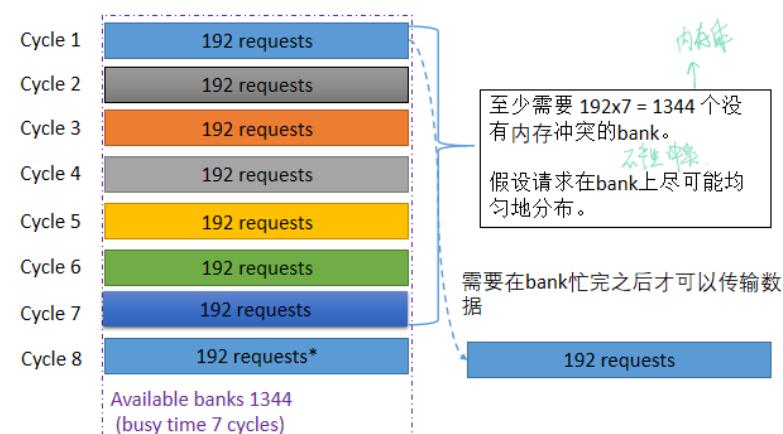 Cycle 1
192 requests
Cycle 2
192 requests
Cycle 3
192 requests
Cycle 4
192 requests
Cycle 5
192 requests
Cycle 6
192 requests
Cycle 7
192 requests
Cycle 8
192 requests*
Available banks 1344
(busy time 7 cycles)
内存库
至少需要 192x7 = 1344 个没
有内存冲突的bank。
冲突
假设请求在bank上尽可能均
匀地分布。
需要在bank忙完之后才可以传输数
据
192 requests